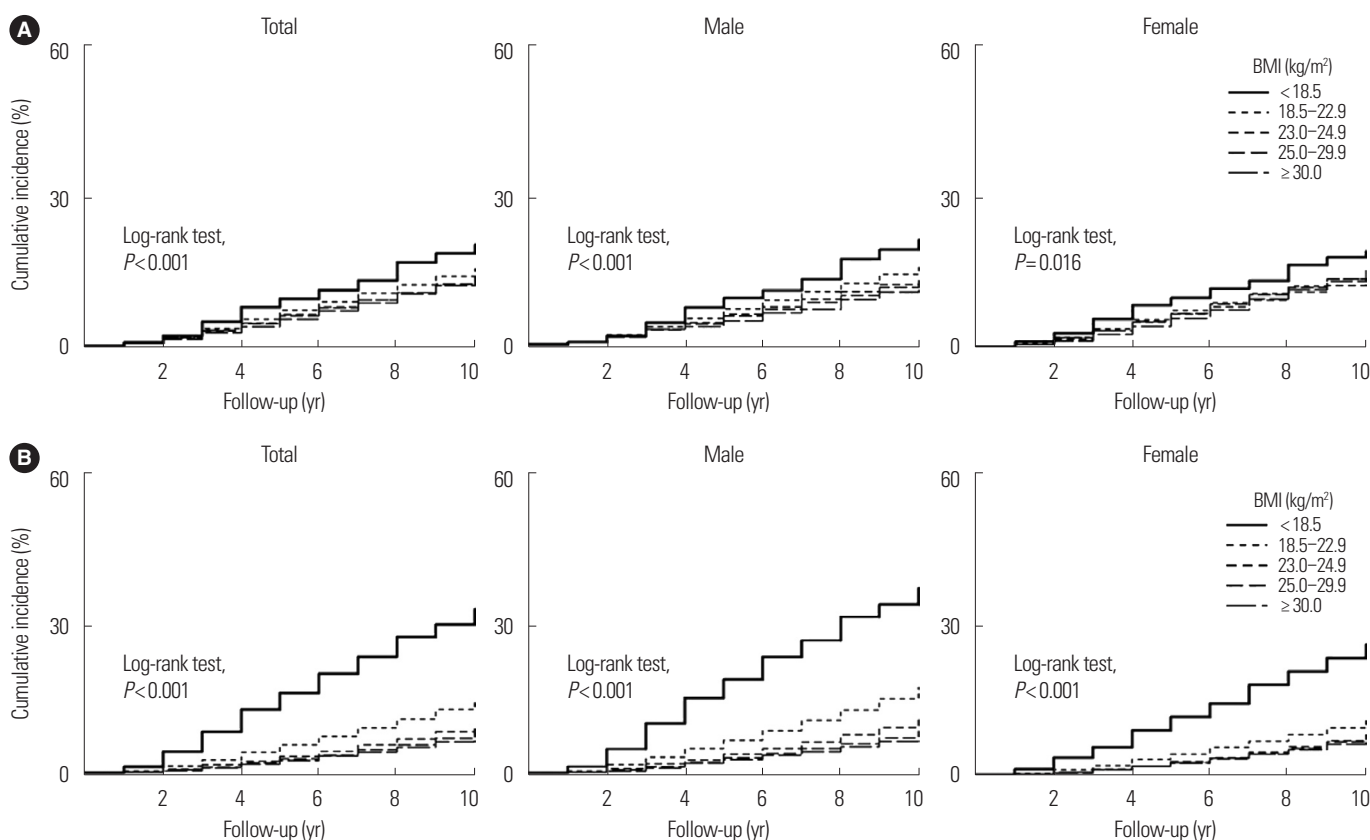 A
Total
Male
Female
60
30
0
Cumulative incidence (%)
Log-rank test,
P<0.001
2 4 6 8 10
Follow-up (yr)
60
30
0
Log-rank test,
P<0.001
2 4 6 8 10
Follow-up (yr)
60
30
0
Log-rank test,
P=0.016
BMI (kg/m²)
<18.5
18.5–22.9
23.0–24.9
25.0–29.9
≥30.0
2 4 6 8 10
Follow-up (yr)
B
Total
Male
Female
60
30
0
Cumulative incidence (%)
Log-rank test,
P<0.001
2 4 6 8 10
Follow-up (yr)
60
30
0
Log-rank test,
P<0.001
2 4 6 8 10
Follow-up (yr)
60
30
0
Log-rank test,
P<0.001
BMI (kg/m²)
<18.5
18.5–22.9
23.0–24.9
25.0–29.9
≥30.0
2 4 6 8 10
Follow-up (yr)